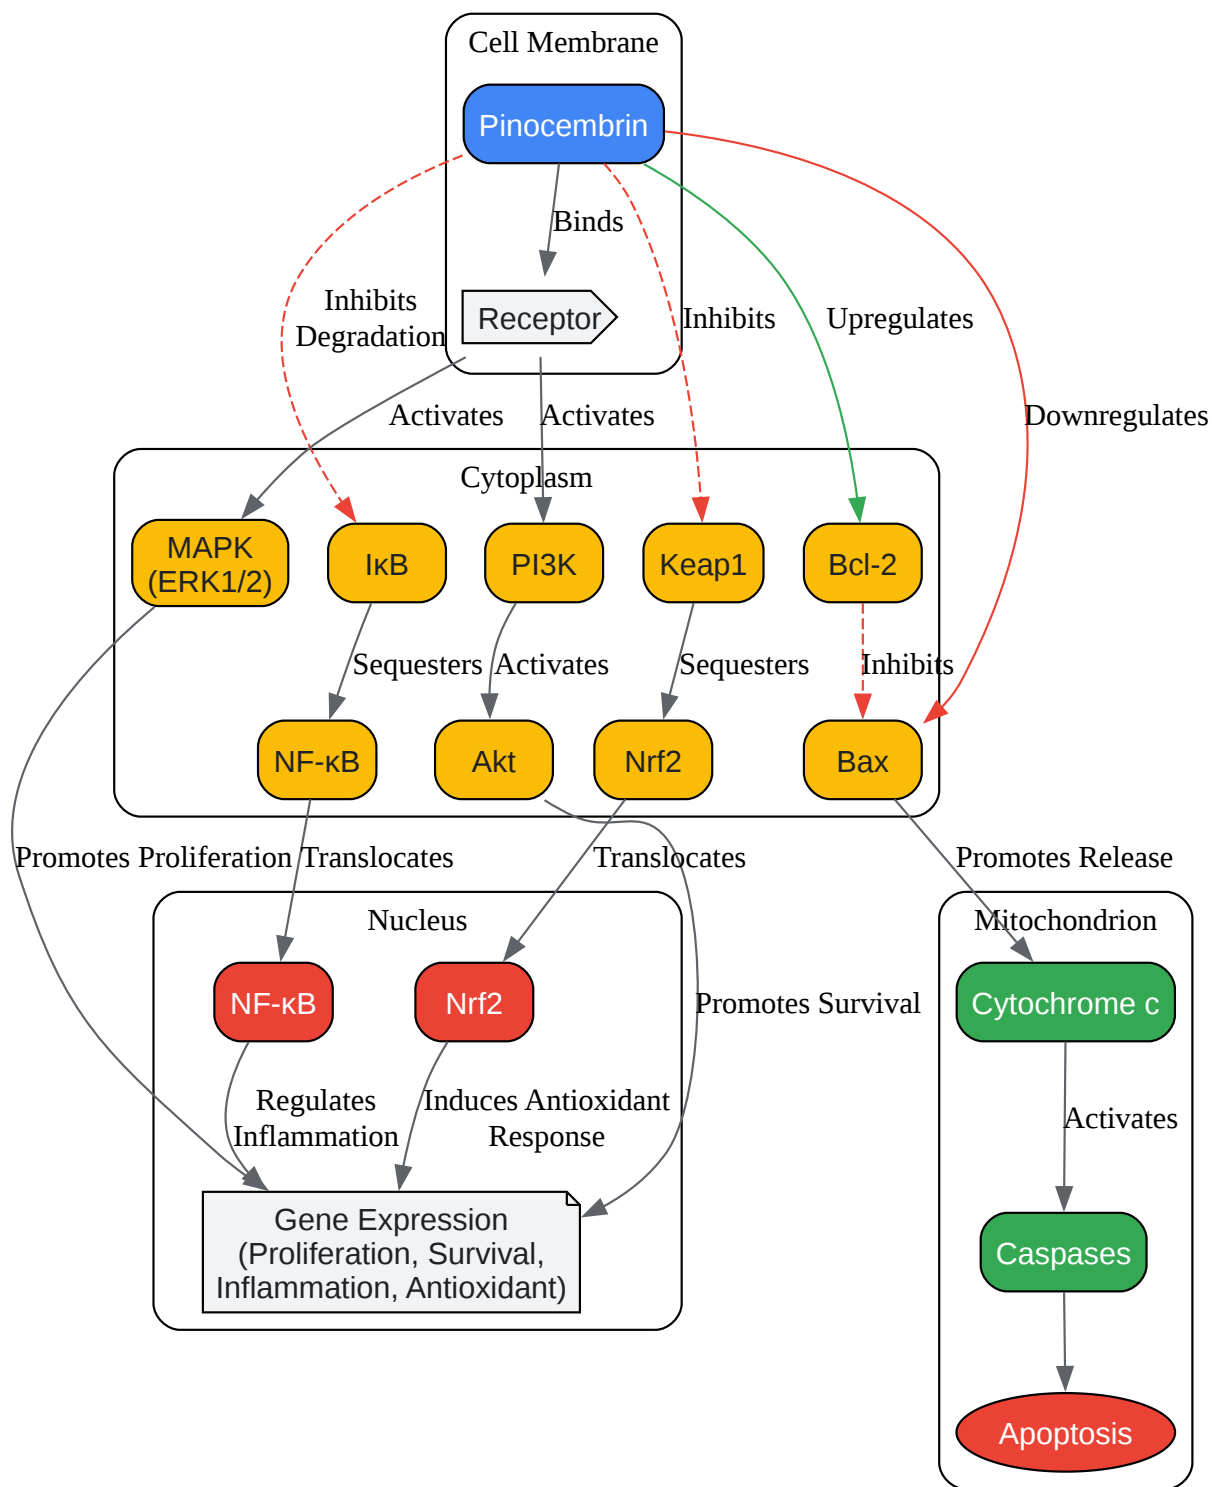 Cell Membrane
Pinocembrin
Binds
Inhibits
Degradation
Receptor
Inhibits
Upregulates
Activates
Activates
Downregulates
Cytoplasm
MAPK
(ERK1/2)
IκB
PI3K
Keap1
Bcl-2
Sequesters
Activates
Sequesters
Inhibits
NF-κB
Akt
Nrf2
Bax
Promotes Proliferation
Translocates
Translocates
Promotes Release
Nucleus
Mitochondrion
NF-κB
Nrf2
Promotes Survival
Cytochrome c
Regulates
Inflammation
Induces Antioxidant
Response
Activates
Gene Expression
(Proliferation, Survival,
Inflammation, Antioxidant)
Caspases
Apoptosis